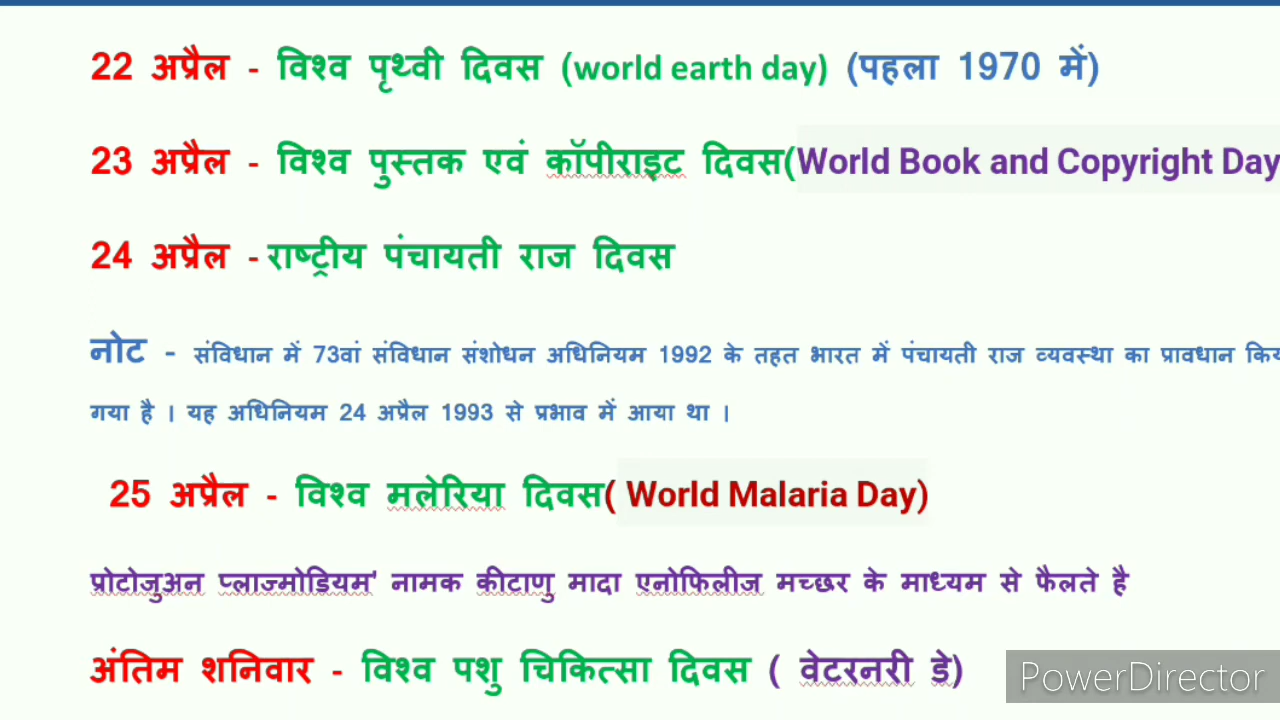 22 अप्रैल - विश्व पृथ्वी दिवस (world earth day) (पहला 1970 में)
23 अप्रैल - विश्व पुस्तक एवं कॉपीराइट दिवस(World Book and Copyright Day
24 अप्रैल - राष्ट्रीय पंचायती राज दिवस
नोट - संविधान में 73वां संविधान संशोधन अधिनियम 1992 के तहत भारत में पंचायती राज व्यवस्था का प्रावधान किय
गया है । यह अधिनियम 24 अप्रैल 1993 से प्रभाव में आया था ।
25 अप्रैल - विश्व मलेरिया दिवस( World Malaria Day)
प्रोटोजुअन प्लाज्मोडियम' नामक कीटाणु मादा एनोफिलीज मच्छर के माध्यम से फैलते है
अंतिम शनिवार - विश्व पशु चिकित्सा दिवस ( वेटरनरी डे)
PowerDirector